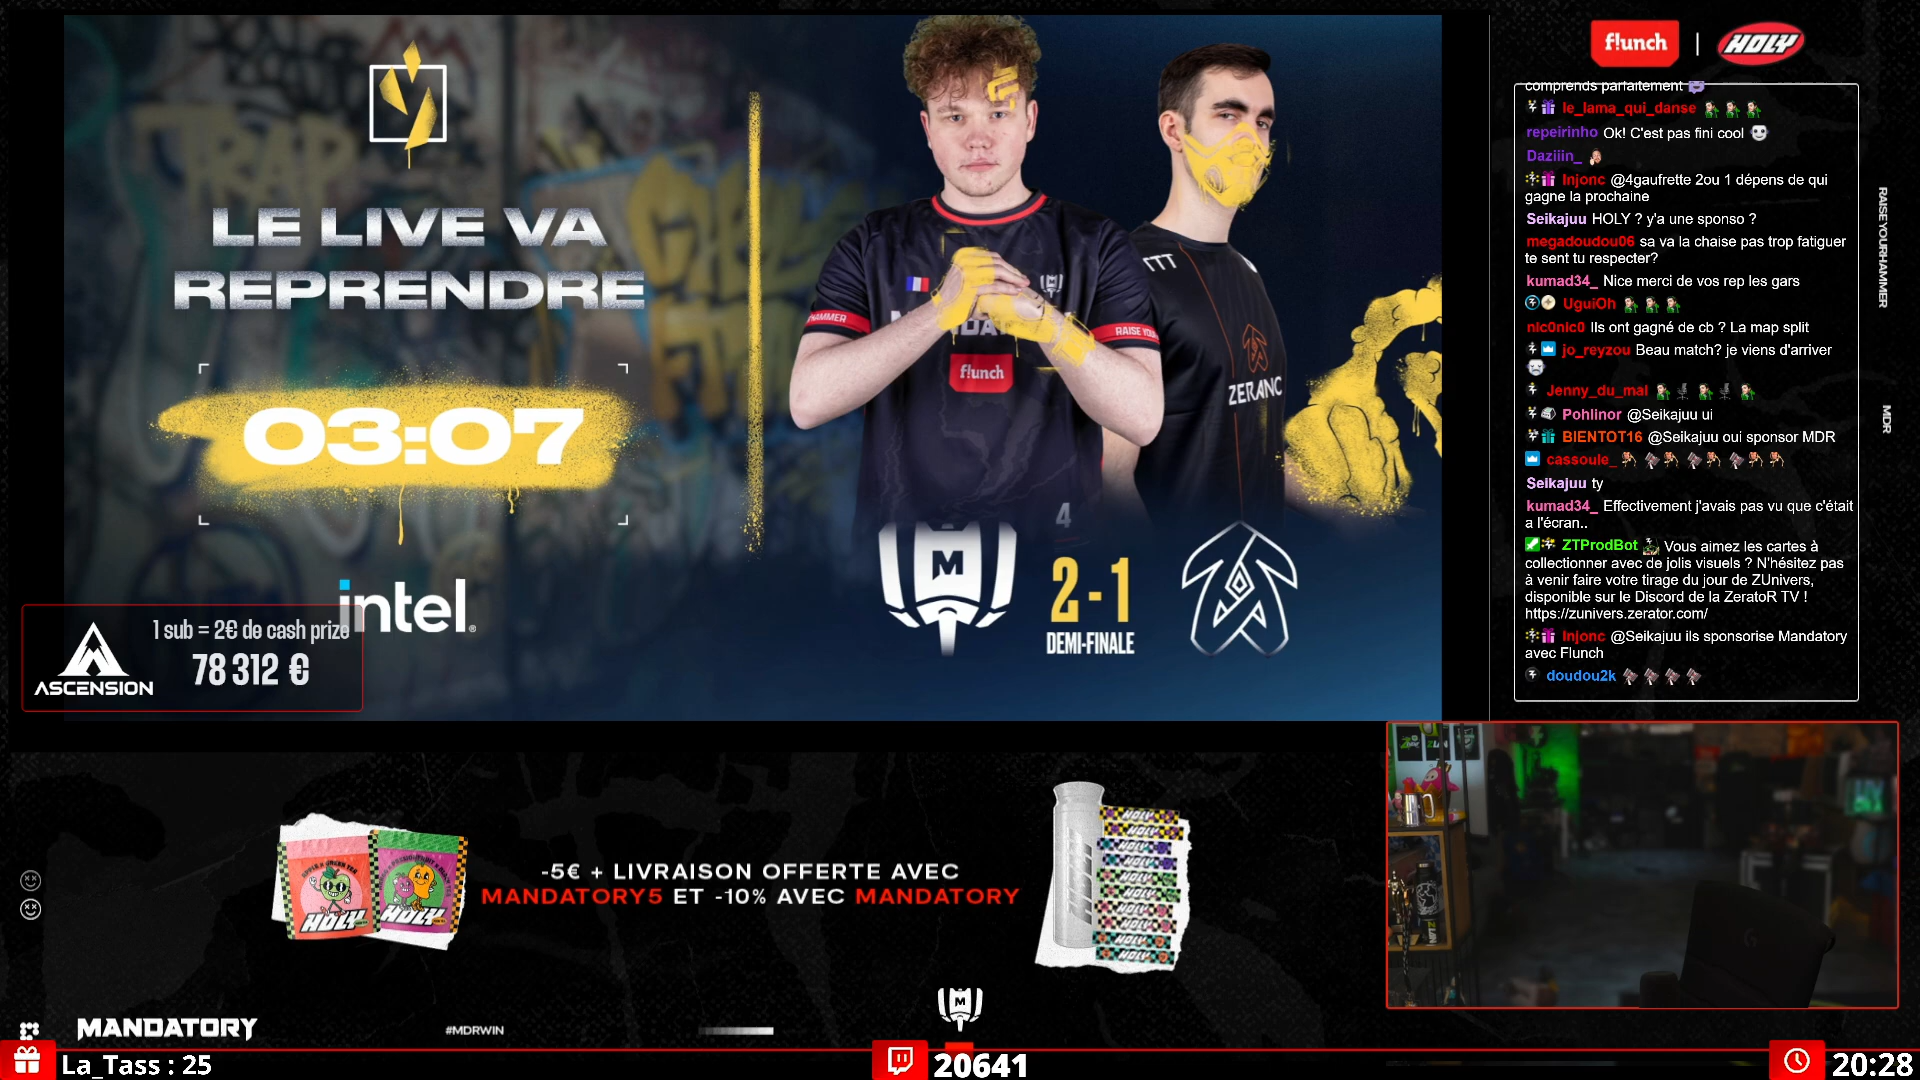 LE LIVE VA
REPRENDRE
03:07
intel.
1 sub = 2€ de cash prize
78 312 €
ASCENSION
HAMMER
RAISE YO
flunch
TTT
ZERANC
4
2 - 1
DEMI-FINALE
M
flunch | HOLY
comprends parfaitement
le_lama_qui_danse
repeirinho Ok! C'est pas fini cool
Daziiin_
Injonc @4gaufrette 2ou 1 dépens de qui
gagne la prochaine
Seikajuu HOLY ? y'a une sponso ?
megadoudou06 sa va la chaise pas trop fatiguer
te sent tu respecter?
kumad34_ Nice merci de vos rep les gars
UguiOh
nic0nic0 Ils ont gagné de cb ? La map split
jo_reyzou Beau match? je viens d'arriver
Jenny_du_mal
Pohlinor @Seikajuu ui
BIENTOT16 @Seikajuu oui sponsor MDR
cassoule_
Seikajuu ty
kumad34_ Effectivement j'avais pas vu que c'était
a l'écran..
ZTProdBot Vous aimez les cartes à
collectionner avec de jolis visuels ? N'hésitez pas
à venir faire votre tirage du jour de ZUnivers,
disponible sur le Discord de la ZeratoR TV !
https://zunivers.zerator.com/
Injonc @Seikajuu ils sponsorise Mandatory
avec Flunch
doudou2k
RAISEYOURHAMMER
MDR
-5€ + LIVRAISON OFFERTE AVEC
MANDATORY5 ET -10% AVEC MANDATORY
HOLY
HOLY
MANDATORY
#MDRWIN
M
La_Tass : 25
20641
20:28